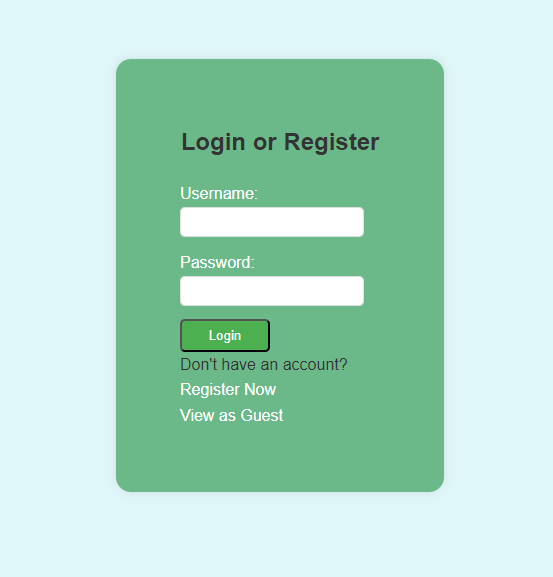 Login or Register
Username:
Password:
Login
Don't have an account?
Register Now
View as Guest